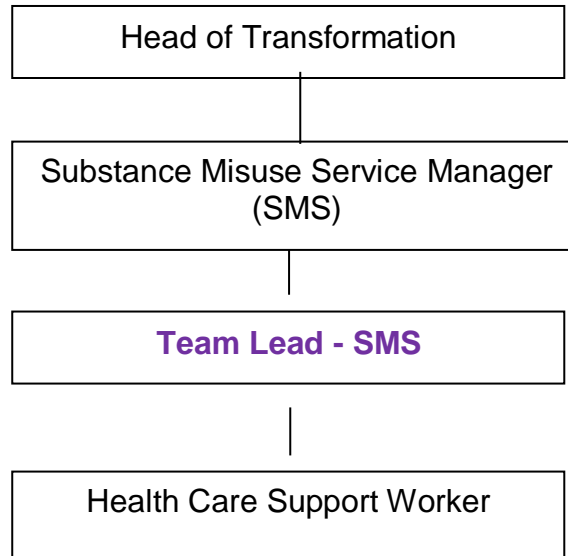 Head of Transformation
Substance Misuse Service Manager
(SMS)
Team Lead - SMS
Health Care Support Worker